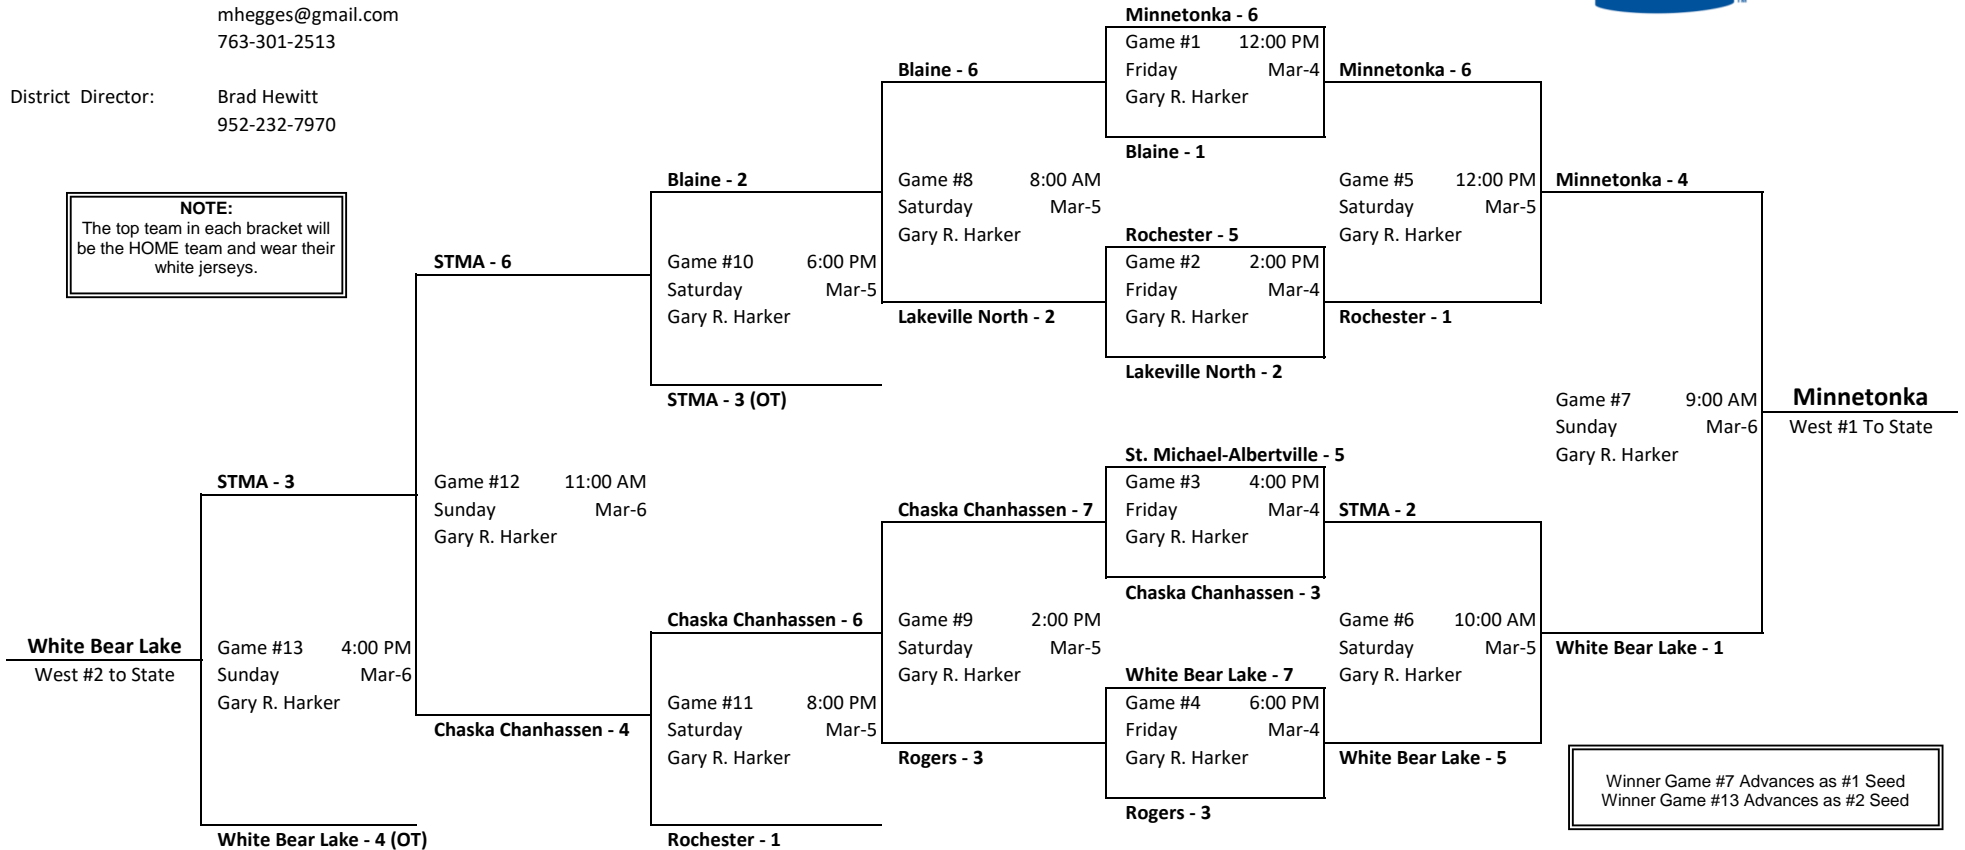 mhegges@gmail.com
763-301-2513
District Director: Brad Hewitt
952-232-7970
NOTE:
The top team in each bracket will
be the HOME team and wear their
white jerseys.
Minnetonka - 6
Game #1 12:00 PM
Friday Mar-4
Gary R. Harker
Blaine - 1
Rochester - 5
Game #2 2:00 PM
Friday Mar-4
Gary R. Harker
Lakeville North - 2
St. Michael-Albertville - 5
Game #3 4:00 PM
Friday Mar-4
Gary R. Harker
Chaska Chanhassen - 3
White Bear Lake - 7
Game #4 6:00 PM
Friday Mar-4
Gary R. Harker
Rogers - 3
Minnetonka - 6
Game #5 12:00 PM
Saturday Mar-5
Gary R. Harker
Rochester - 1
STMA - 2
Game #6 10:00 AM
Saturday Mar-5
Gary R. Harker
White Bear Lake - 5
Minnetonka - 4
Game #7 9:00 AM
Sunday Mar-6
Gary R. Harker
White Bear Lake - 1
Minnetonka
West #1 To State
Blaine - 6
Game #8 8:00 AM
Saturday Mar-5
Gary R. Harker
Lakeville North - 2
Chaska Chanhassen - 7
Game #9 2:00 PM
Saturday Mar-5
Gary R. Harker
Rogers - 3
Blaine - 2
Game #10 6:00 PM
Saturday Mar-5
Gary R. Harker
STMA - 3 (OT)
Chaska Chanhassen - 6
Game #11 8:00 PM
Saturday Mar-5
Gary R. Harker
Rochester - 1
STMA - 6
Game #12 11:00 AM
Sunday Mar-6
Gary R. Harker
Chaska Chanhassen - 4
STMA - 3
Game #13 4:00 PM
Sunday Mar-6
Gary R. Harker
White Bear Lake - 4 (OT)
White Bear Lake
West #2 to State
Winner Game #7 Advances as #1 Seed
Winner Game #13 Advances as #2 Seed
TM